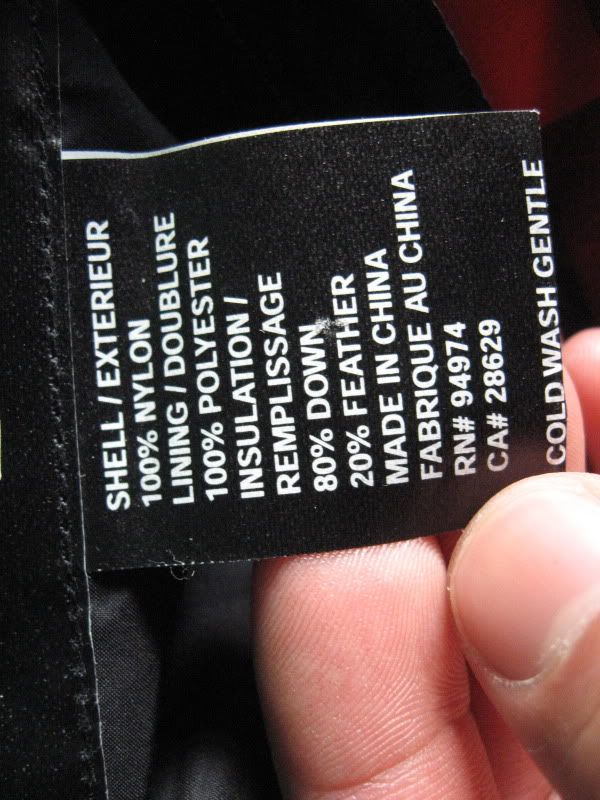 SHELL / EXTERIEUR
100% NYLON
LINING / DOUBLURE
100% POLYESTER
INSULATION /
REMPLISSAGE
80% DOWN
20% FEATHER
MADE IN CHINA
FABRIQUE AU CHINA
RN# 94974
CA# 28629
COLD WASH GENTLE